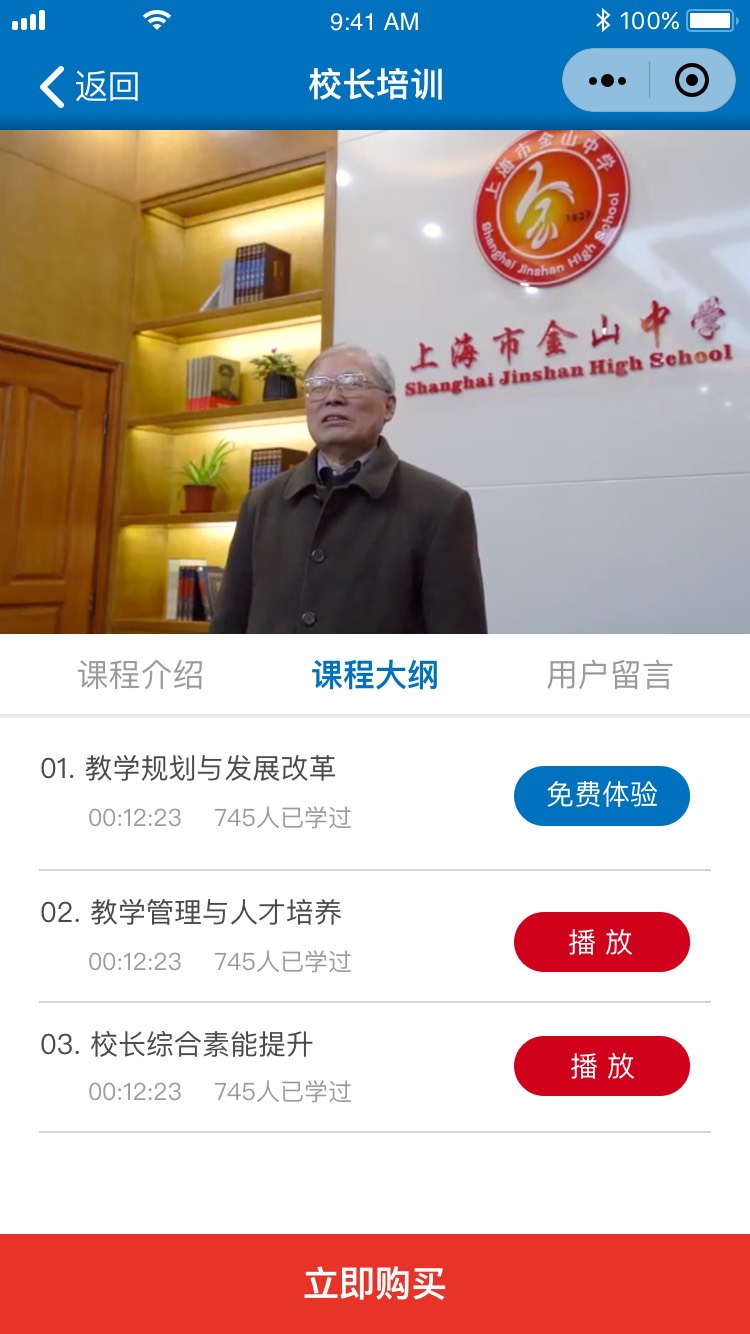 9:41 AM
100%
返回
校长培训
上海市金山中学
1927
Shanghai Jinshan High School
上海市金山中学
Shanghai Jinshan High School
课程介绍
课程大纲
用户留言
01. 教学规划与发展改革
00:12:23
745人已学过
免费体验
02. 教学管理与人才培养
00:12:23
745人已学过
播 放
03. 校长综合素能提升
00:12:23
745人已学过
播 放
立即购买